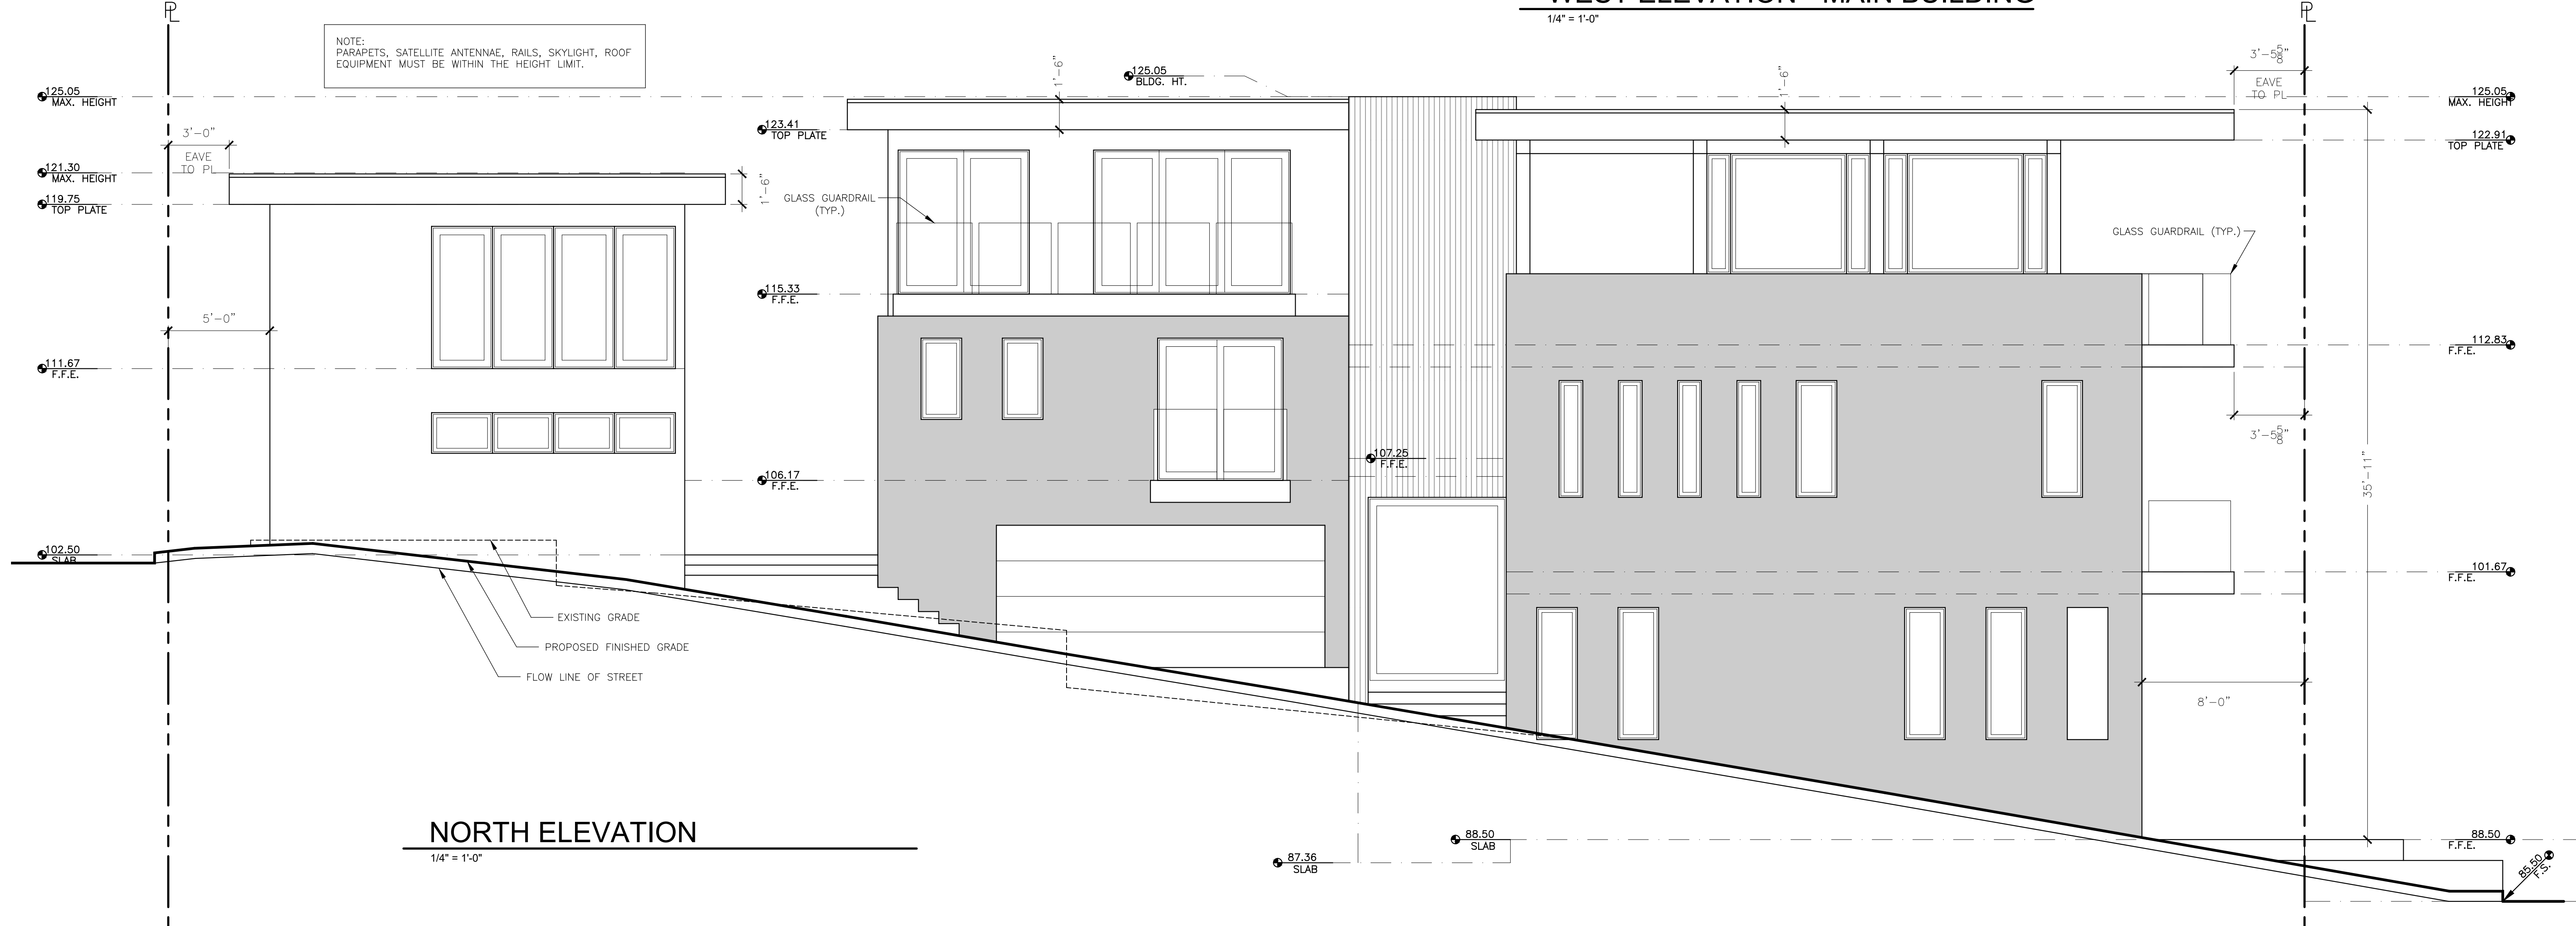 PL
WEST ELEVATION - MAIN BUILDING
1/4" = 1'-0"
PL
NOTE:
PARAPETS, SATELLITE ANTENNAE, RAILS, SKYLIGHT, ROOF
EQUIPMENT MUST BE WITHIN THE HEIGHT LIMIT.
125.05
MAX. HEIGHT
3'-0"
EAVE
TO PL
121.30
MAX. HEIGHT
119.75
TOP PLATE
1'-6"
5'-0"
111.67
F.F.E.
102.50
SLAB
EXISTING GRADE
PROPOSED FINISHED GRADE
FLOW LINE OF STREET
123.41
TOP PLATE
1'-6"
125.05
BLDG. HT.
GLASS GUARDRAIL
(TYP.)
115.33
F.F.E.
106.17
F.F.E.
107.25
F.F.E.
1'-6"
3'-5 5/8"
EAVE
TO PL
125.05
MAX. HEIGHT
122.91
TOP PLATE
GLASS GUARDRAIL (TYP.)
112.83
F.F.E.
3'-5 5/8"
35'-11"
101.67
F.F.E.
8'-0"
88.50
F.F.E.
85.50
F.S.
88.50
SLAB
87.36
SLAB
NORTH ELEVATION
1/4" = 1'-0"